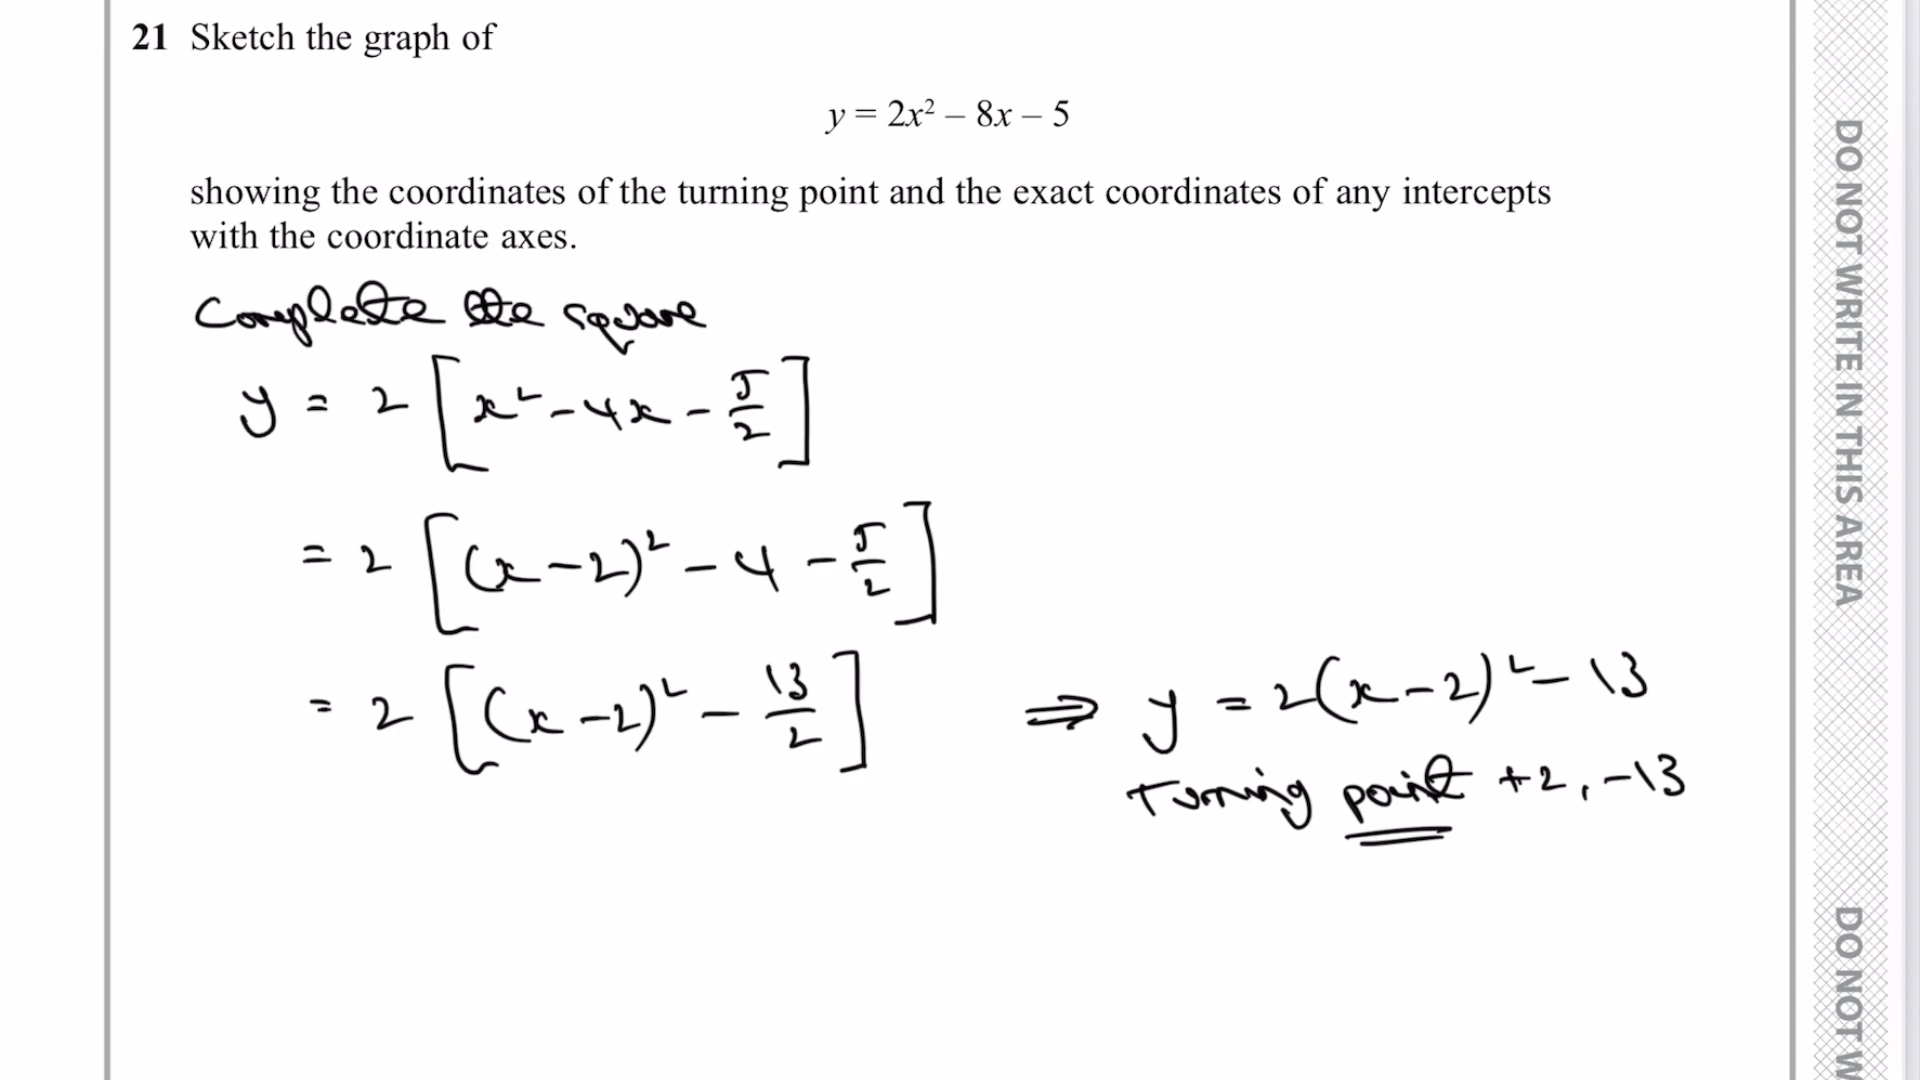 21 Sketch the graph of
y = 2x² – 8x – 5
showing the coordinates of the turning point and the exact coordinates of any intercepts
with the coordinate axes.
Complete the square
y = 2 [x² - 4x - 5/2]
= 2 [(x-2)² - 4 - 5/2]
= 2 [(x-2)² - 13/2] ⇒ y = 2(x-2)² - 13
Turning point +2, -13
DO NOT WRITE IN THIS AREA
DO NOT W